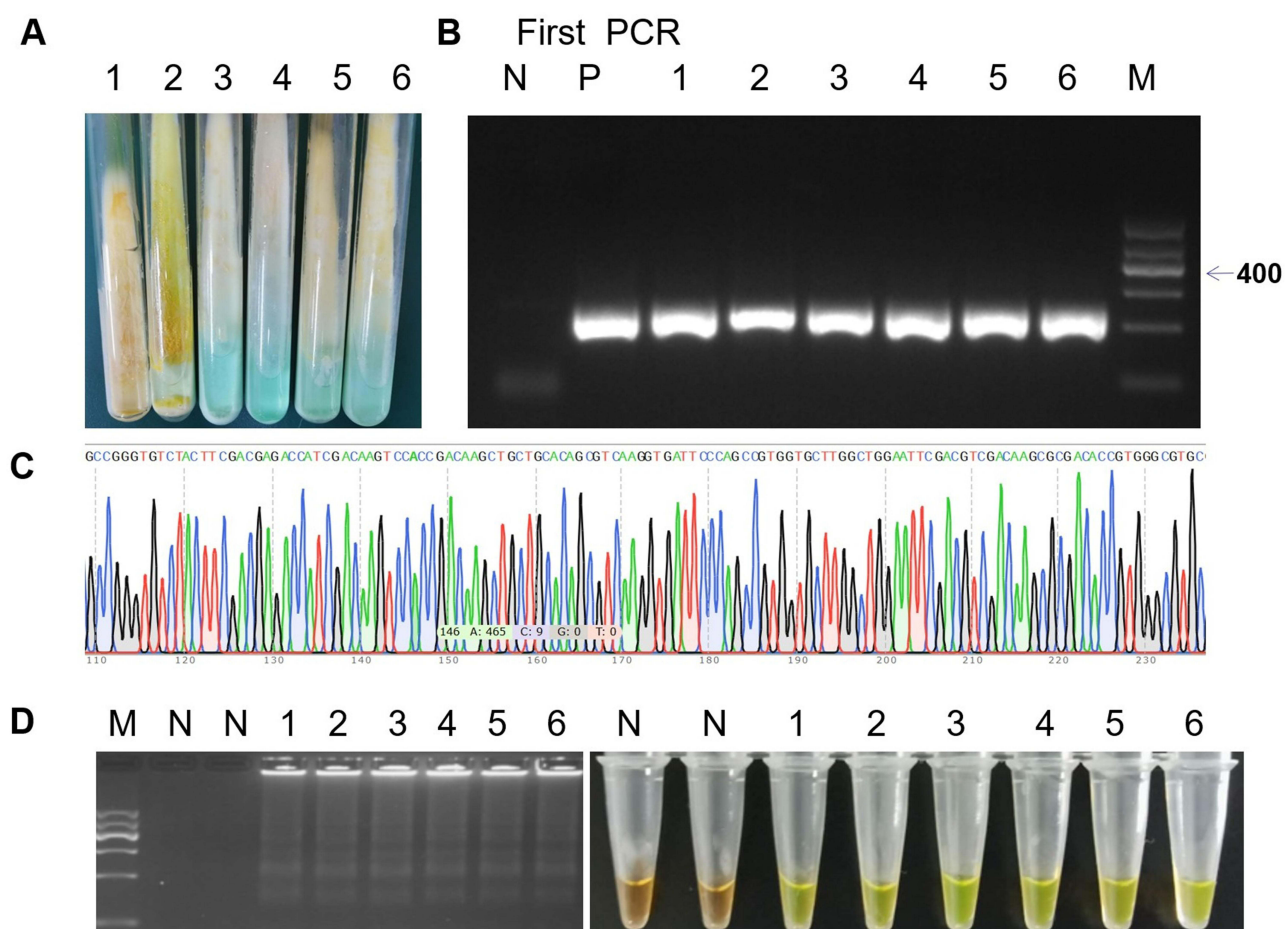 A
1 2 3 4 5 6
B
First PCR
N P 1 2 3 4 5 6 M
400
C
GCCGGGTGTCTACTTCGACGAGACCATCGACAAGTCCACCGACAAGCTGCTGCACAGCGTCAAGGTGATTCCCAGCCGTGGTGCTTGGCTGGAATTCGACGTCGACAAGCGCGACACCGTGGGCGTGC
146 A: 465 C: 9 G: 0 T: 0
110 120 130 140 150 160 170 180 190 200 210 220 230
D
M N N 1 2 3 4 5 6
N N 1 2 3 4 5 6